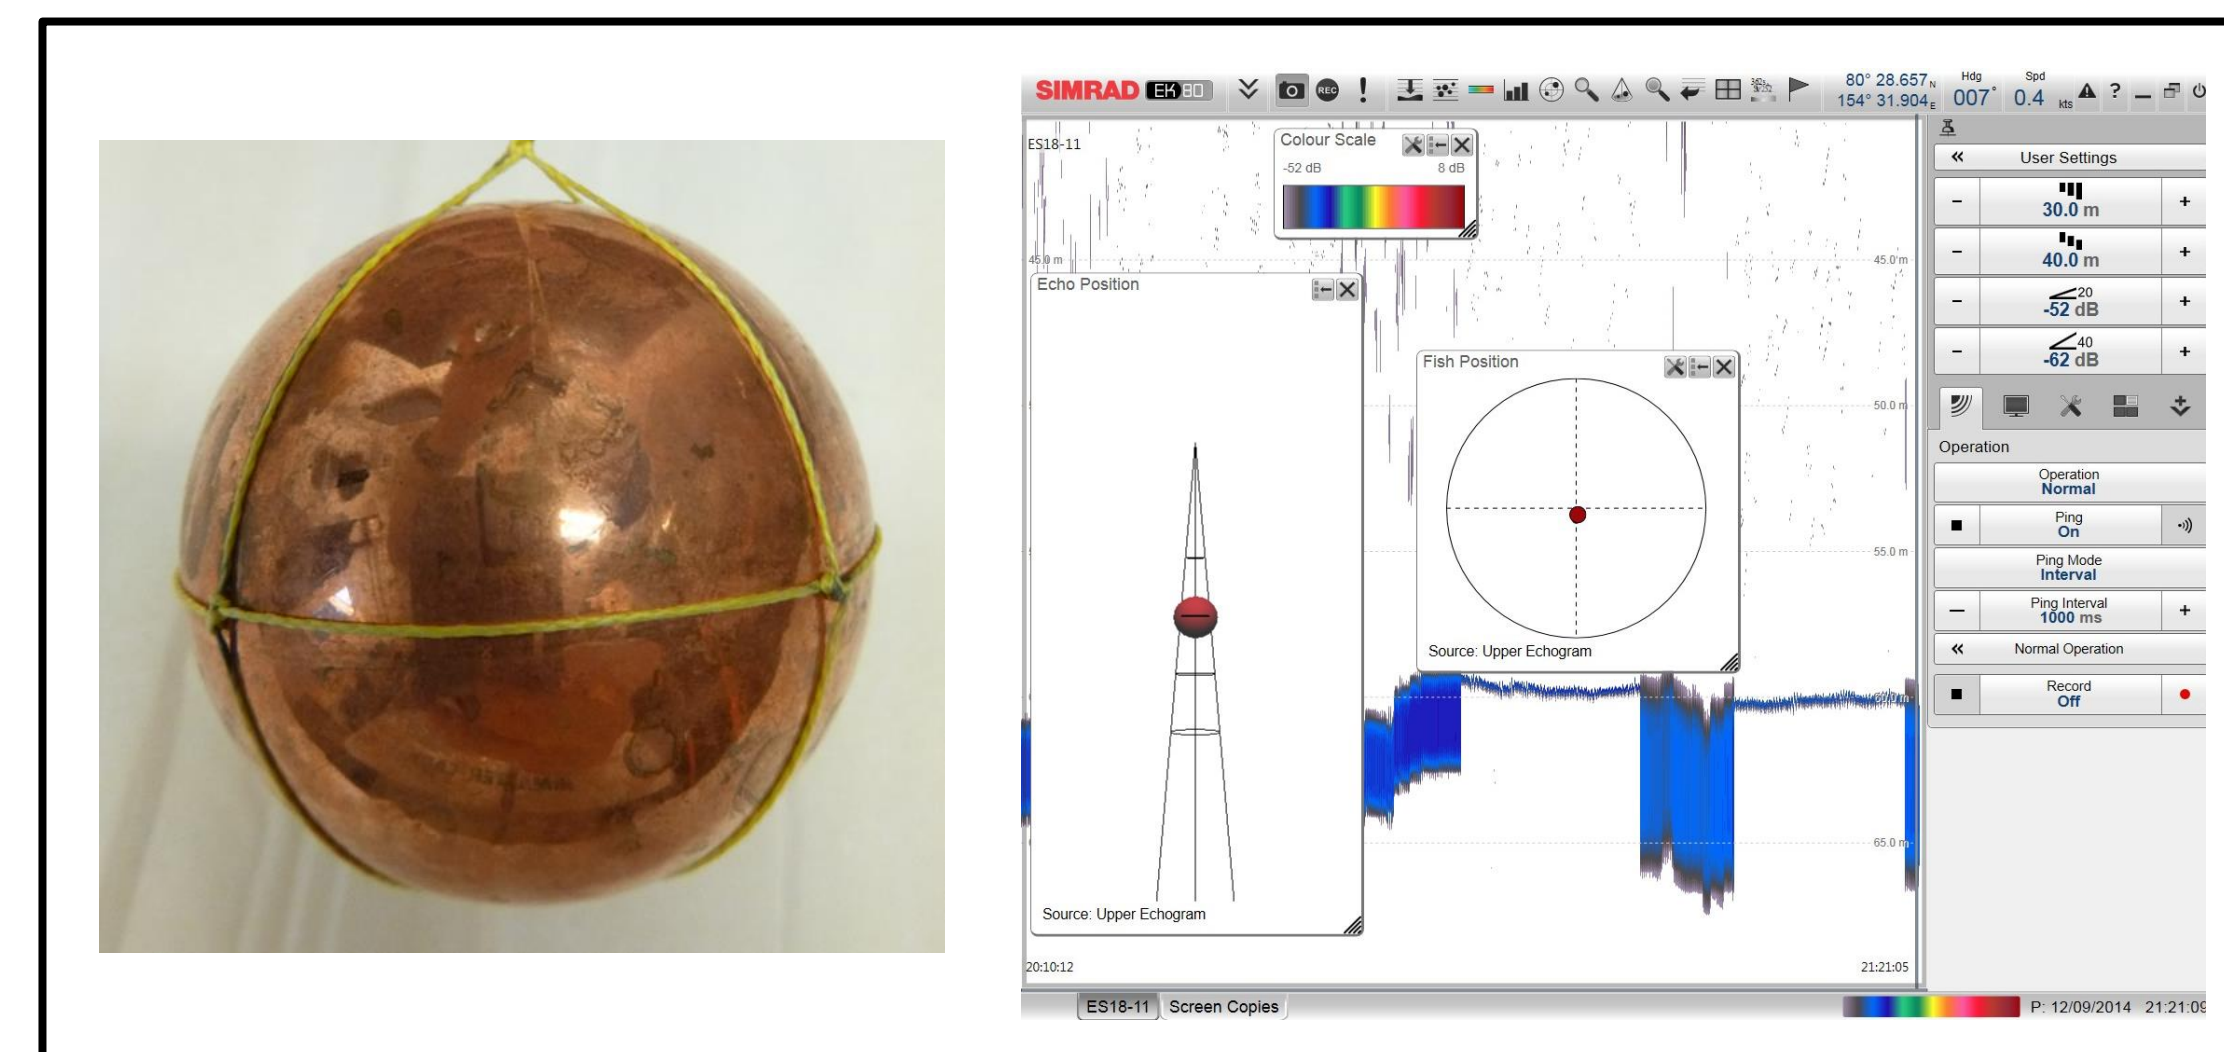 SIMRAD EK80
REC
80° 28.657 N
154° 31.904 E
Hdg
007°
Spd
0.4 kts
ES18-11
Colour Scale
-52 dB 8 dB
45.0 m
45.0 m
Echo Position
Source: Upper Echogram
Fish Position
Source: Upper Echogram
50.0 m
55.0 m
65.0 m
20:10:12
21:21:05
User Settings
30.0 m
40.0 m
20
-52 dB
40
-62 dB
Operation
Operation
Normal
Ping
On
Ping Mode
Interval
Ping Interval
1000 ms
Normal Operation
Record
Off
ES18-11 Screen Copies
P: 12/09/2014 21:21:09